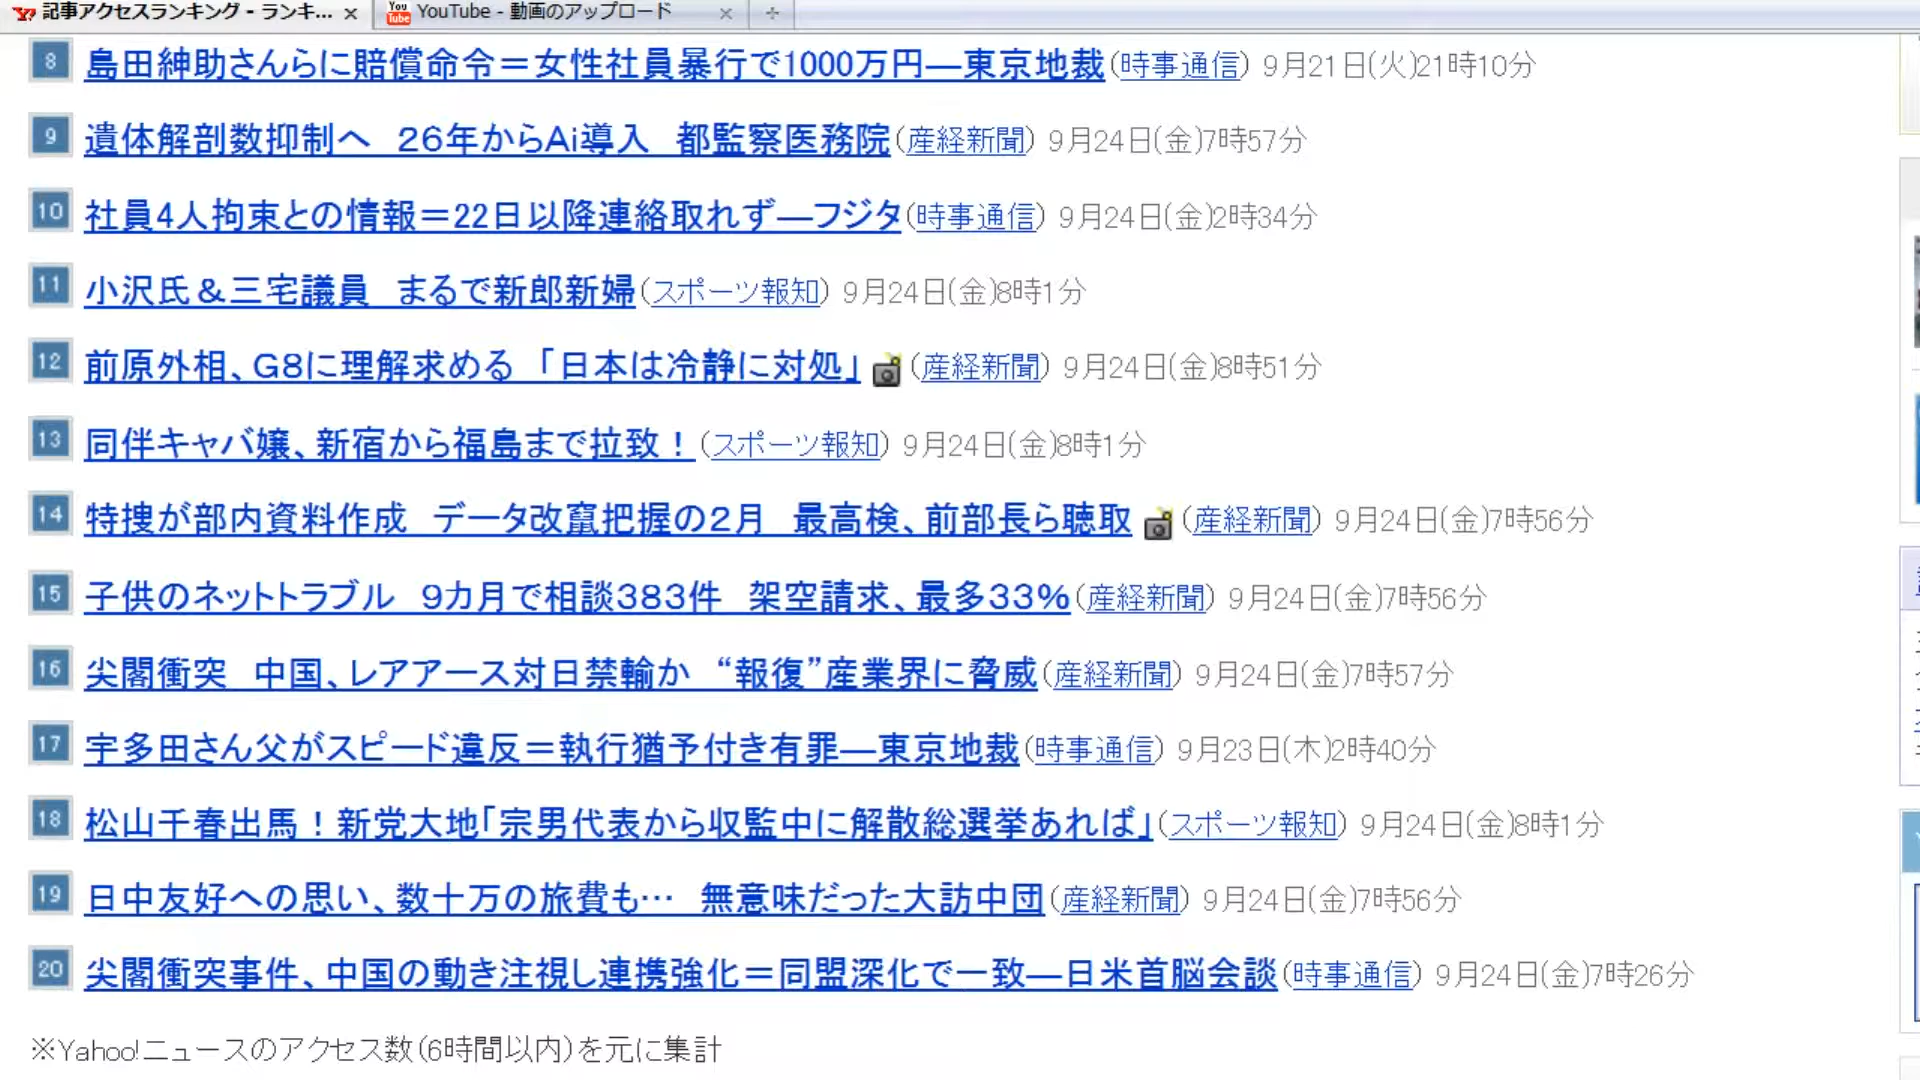 記事アクセスランキング - ランキ... YouTube - 動画のアップロード
8 島田紳助さんらに賠償命令＝女性社員暴行で1000万円―東京地裁(時事通信) 9月21日(火)21時10分
9 遺体解剖数抑制へ　２６年からAi導入　都監察医務院(産経新聞) 9月24日(金)7時57分
10 社員4人拘束との情報＝22日以降連絡取れず―フジタ(時事通信) 9月24日(金)2時34分
11 小沢氏＆三宅議員　まるで新郎新婦(スポーツ報知) 9月24日(金)8時1分
12 前原外相、G８に理解求める　「日本は冷静に対処」(産経新聞) 9月24日(金)8時51分
13 同伴キャバ嬢、新宿から福島まで拉致！(スポーツ報知) 9月24日(金)8時1分
14 特捜が部内資料作成　データ改竄把握の２月　最高検、前部長ら聴取(産経新聞) 9月24日(金)7時56分
15 子供のネットトラブル　９カ月で相談３８３件　架空請求、最多３３％(産経新聞) 9月24日(金)7時56分
16 尖閣衝突　中国、レアアース対日禁輸か　“報復”産業界に脅威(産経新聞) 9月24日(金)7時57分
17 宇多田さん父がスピード違反＝執行猶予付き有罪―東京地裁(時事通信) 9月23日(木)2時40分
18 松山千春出馬！新党大地「宗男代表から収監中に解散総選挙あれば」(スポーツ報知) 9月24日(金)8時1分
19 日中友好への思い、数十万の旅費も…　無意味だった大訪中団(産経新聞) 9月24日(金)7時56分
20 尖閣衝突事件、中国の動き注視し連携強化＝同盟深化で一致―日米首脳会談(時事通信) 9月24日(金)7時26分
※Yahoo!ニュースのアクセス数(6時間以内)を元に集計